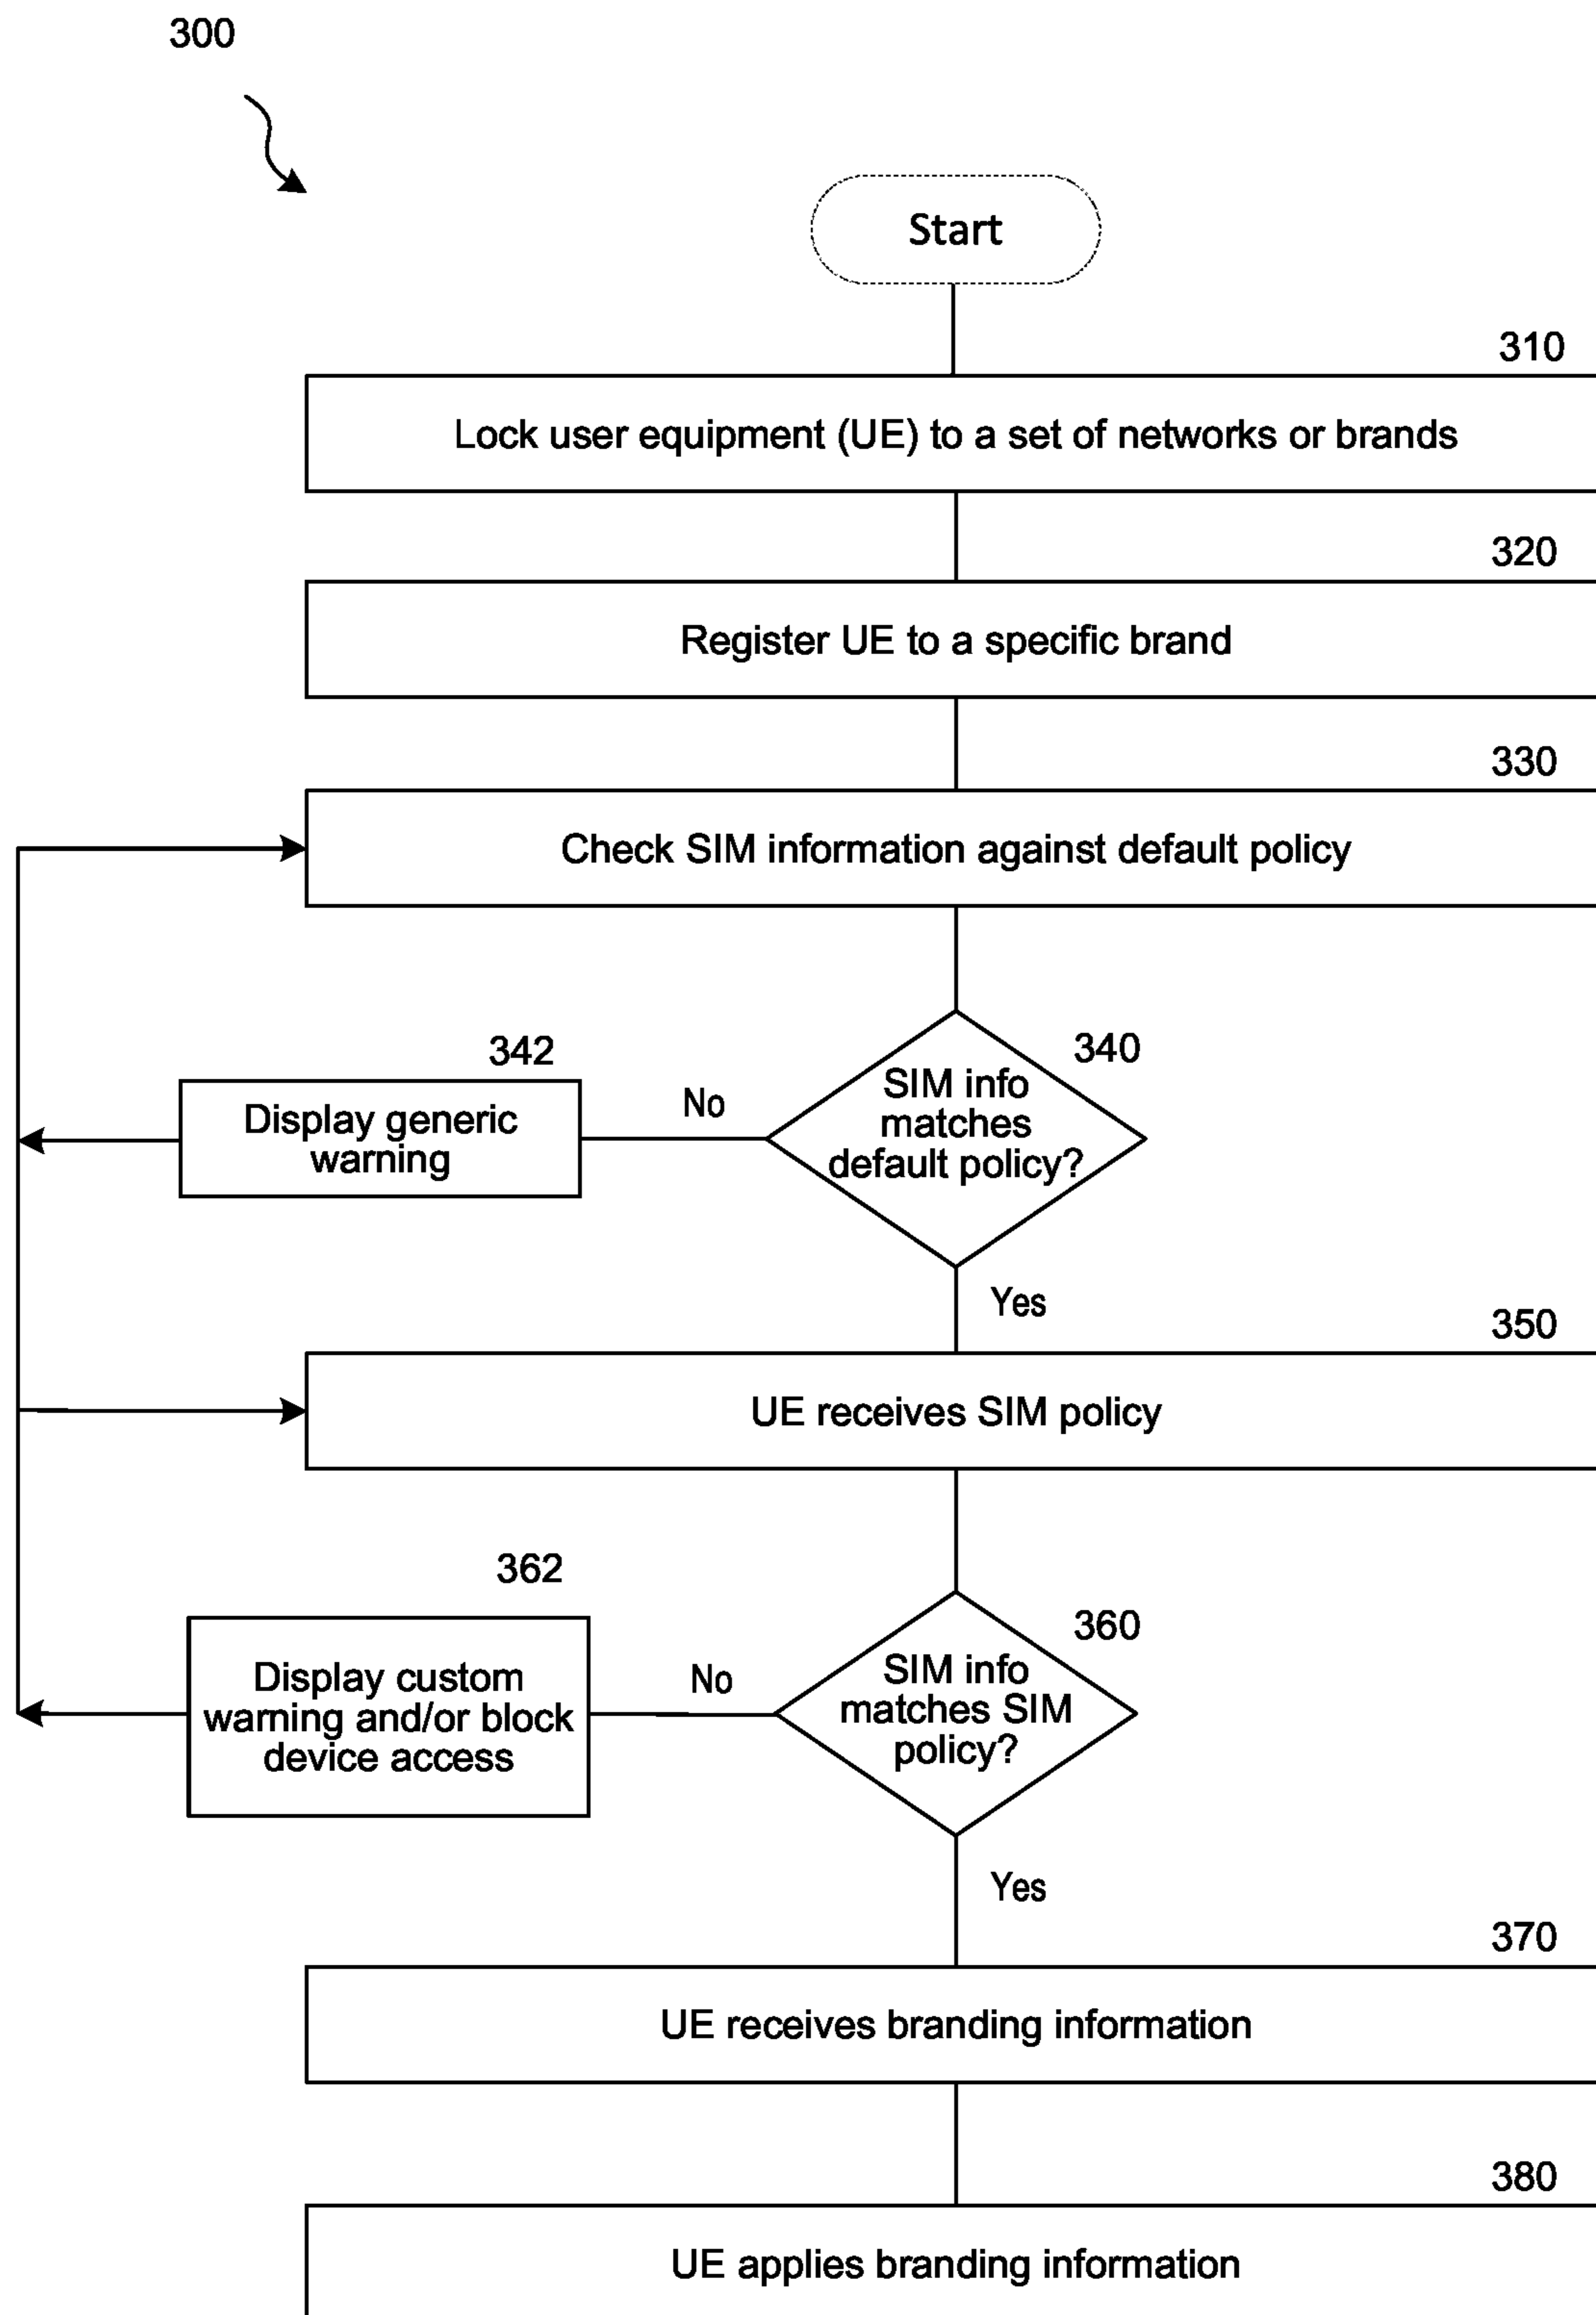 300
Start
310
Lock user equipment (UE) to a set of networks or brands
320
Register UE to a specific brand
330
Check SIM information against default policy
340
SIM info
matches
default policy?
No
342
Display generic
warning
Yes
350
UE receives SIM policy
360
SIM info
matches SIM
policy?
No
362
Display custom
warning and/or block
device access
Yes
370
UE receives branding information
380
UE applies branding information